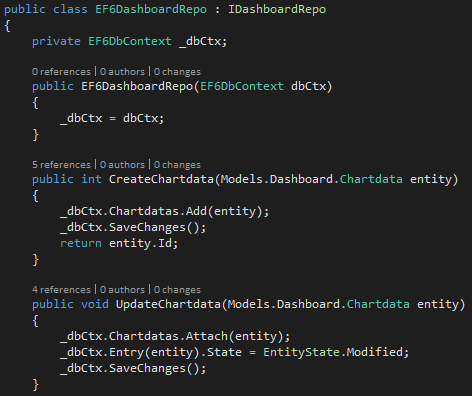 public class EF6DashboardRepo : IDashboardRepo
{
    private EF6DbContext _dbCtx;
    0 references | 0 authors | 0 changes
    public EF6DashboardRepo(EF6DbContext dbCtx)
    {
        _dbCtx = dbCtx;
    }
    5 references | 0 authors | 0 changes
    public int CreateChartdata(Models.Dashboard.Chartdata entity)
    {
        _dbCtx.Chartdatas.Add(entity);
        _dbCtx.SaveChanges();
        return entity.Id;
    }
    4 references | 0 authors | 0 changes
    public void UpdateChartdata(Models.Dashboard.Chartdata entity)
    {
        _dbCtx.Chartdatas.Attach(entity);
        _dbCtx.Entry(entity).State = EntityState.Modified;
        _dbCtx.SaveChanges();
    }